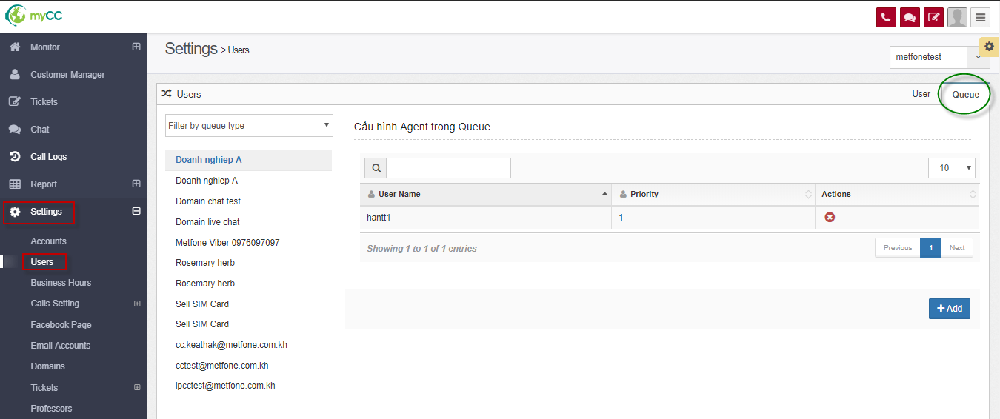 myCC
Monitor
Customer Manager
Tickets
Chat
Call Logs
Report
Settings
Accounts
Users
Business Hours
Calls Setting
Facebook Page
Email Accounts
Domains
Tickets
Professors
Settings > Users
metfonetest
Users
User
Queue
Filter by queue type
Doanh nghiep A
Doanh nghiep A
Domain chat test
Domain live chat
Metfone Viber 0976097097
Rosemary herb
Rosemary herb
Sell SIM Card
Sell SIM Card
cc.keathak@metfone.com.kh
cctest@metfone.com.kh
ipcctest@metfone.com.kh
Cấu hình Agent trong Queue
10
User Name Priority Actions
hantt1 1
Showing 1 to 1 of 1 entries
Previous 1 Next
+ Add